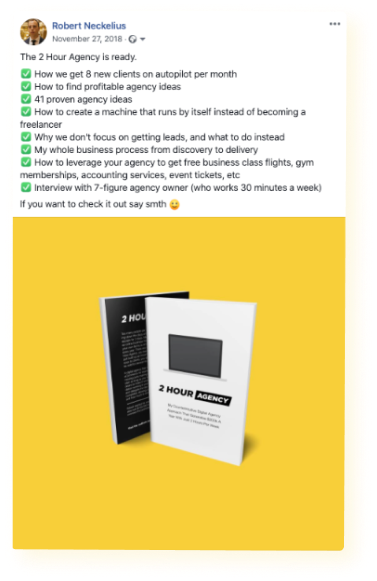 Robert Neckelius
November 27, 2018
The 2 Hour Agency is ready.
✅ How we get 8 new clients on autopilot per month
✅ How to find profitable agency ideas
✅ 41 proven agency ideas
✅ How to create a machine that runs by itself instead of becoming a
freelancer
✅ Why we don't focus on getting leads, and what to do instead
✅ My whole business process from discovery to delivery
✅ How to leverage your agency to get free business class flights, gym
memberships, accounting services, event tickets, etc
✅ Interview with 7-figure agency owner (who works 30 minutes a week)
If you want to check it out say smth 😄
2 HOU
2 HOUR AGENCY